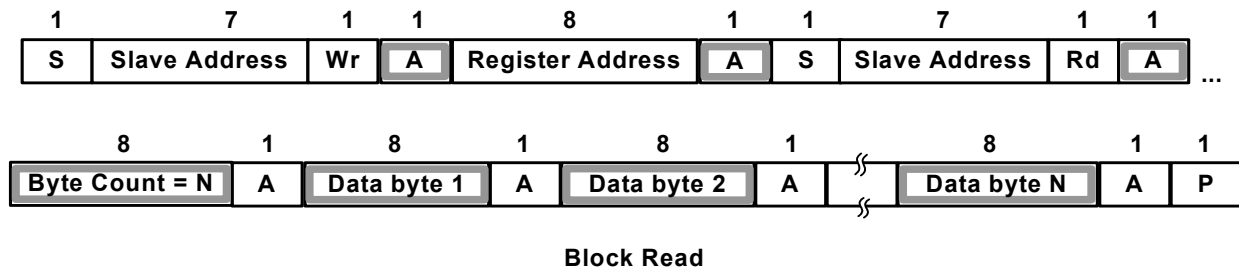 1 7 1 1 8 1 1 7 1 1
S Slave Address Wr A Register Address A S Slave Address Rd A ...
8 1 8 1 8 1 8 1 1
Byte Count = N A Data byte 1 A Data byte 2 A Data byte N A P
Block Read